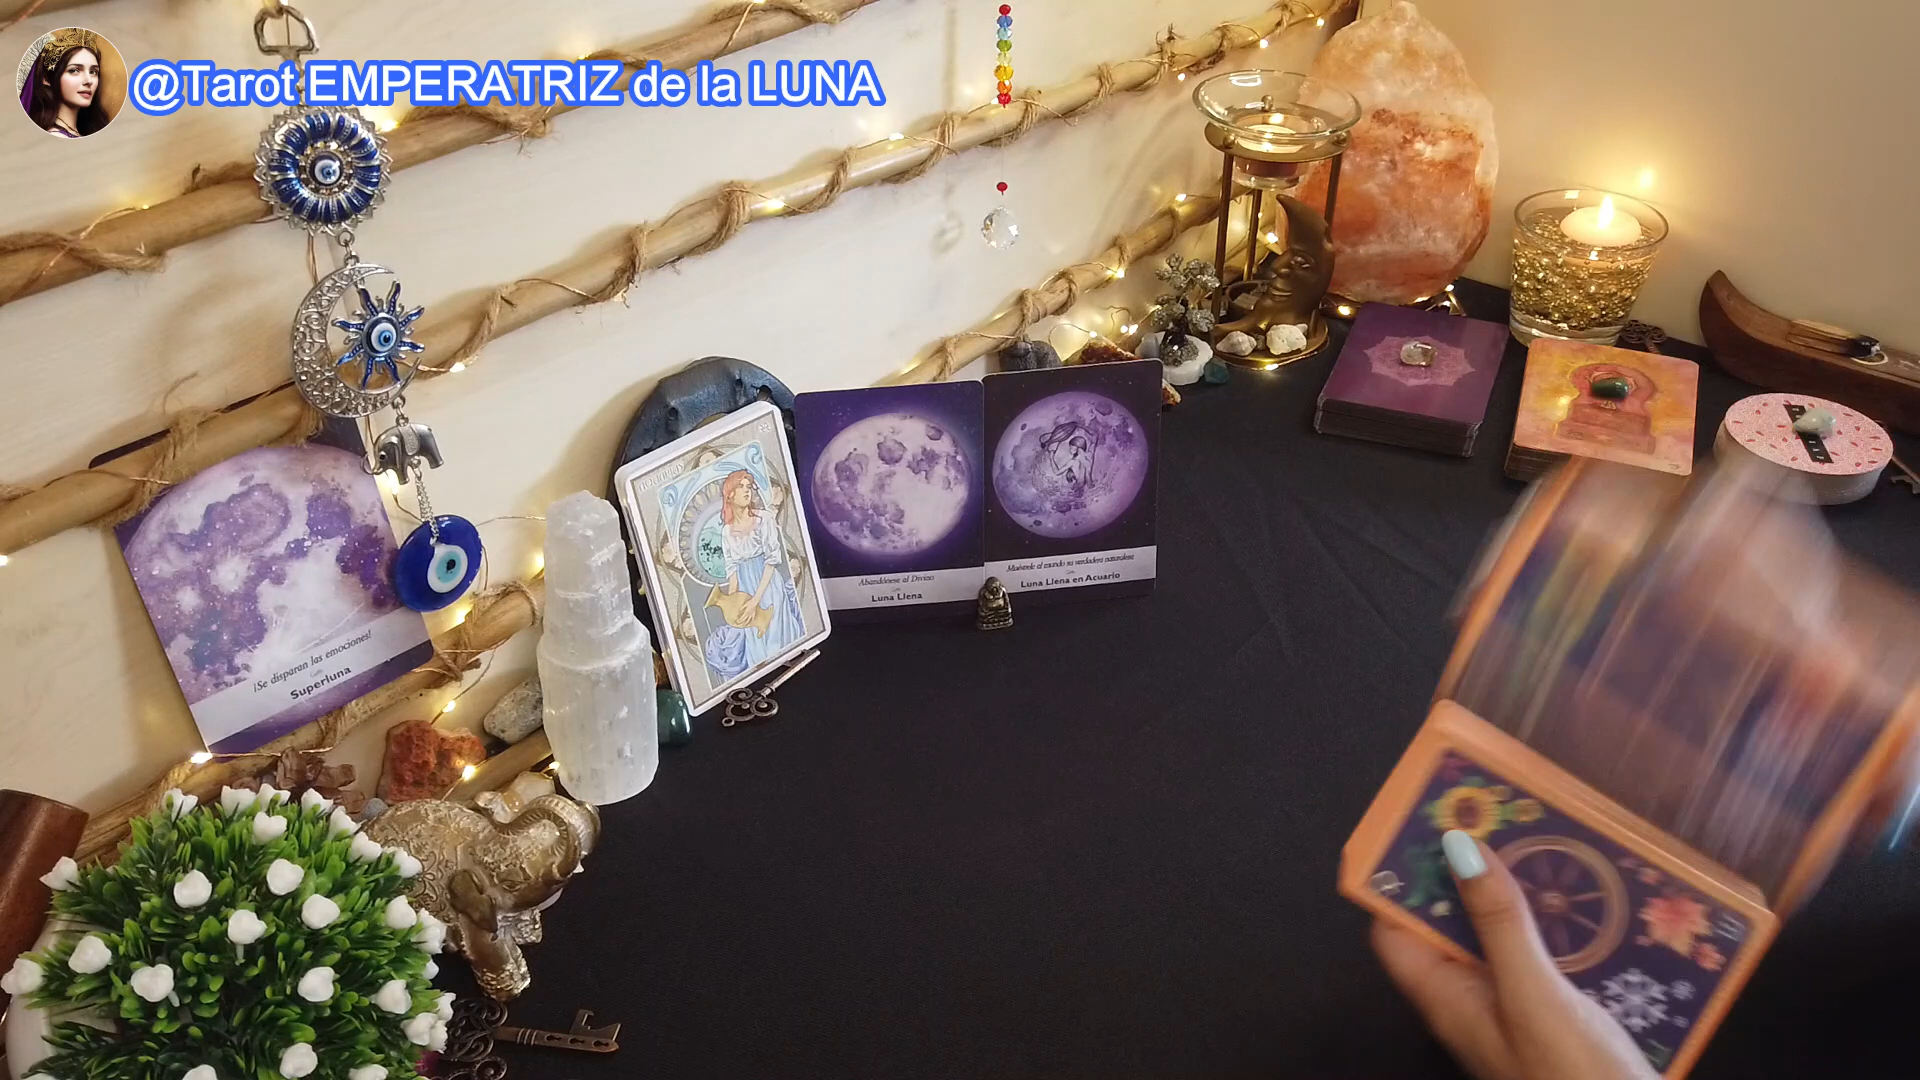 @Tarot EMPERATRIZ de la LUNA
¡Se disparan las emociones!
Superluna
Abandónese al Divino
Luna Llena
Muéstrele al mundo su verdadera naturaleza
Luna Llena en Acuario